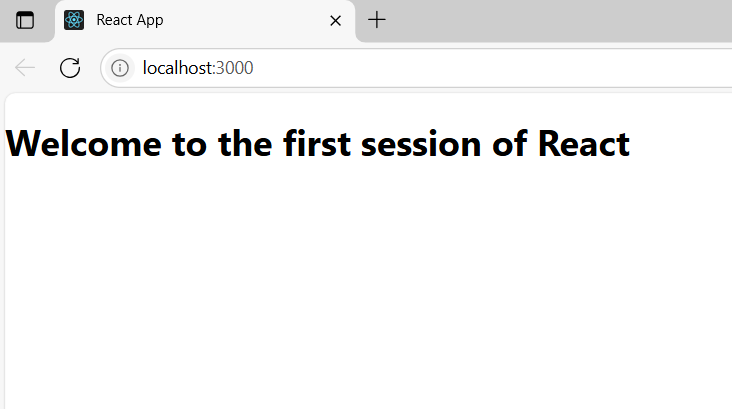 React App
localhost:3000
Welcome to the first session of React